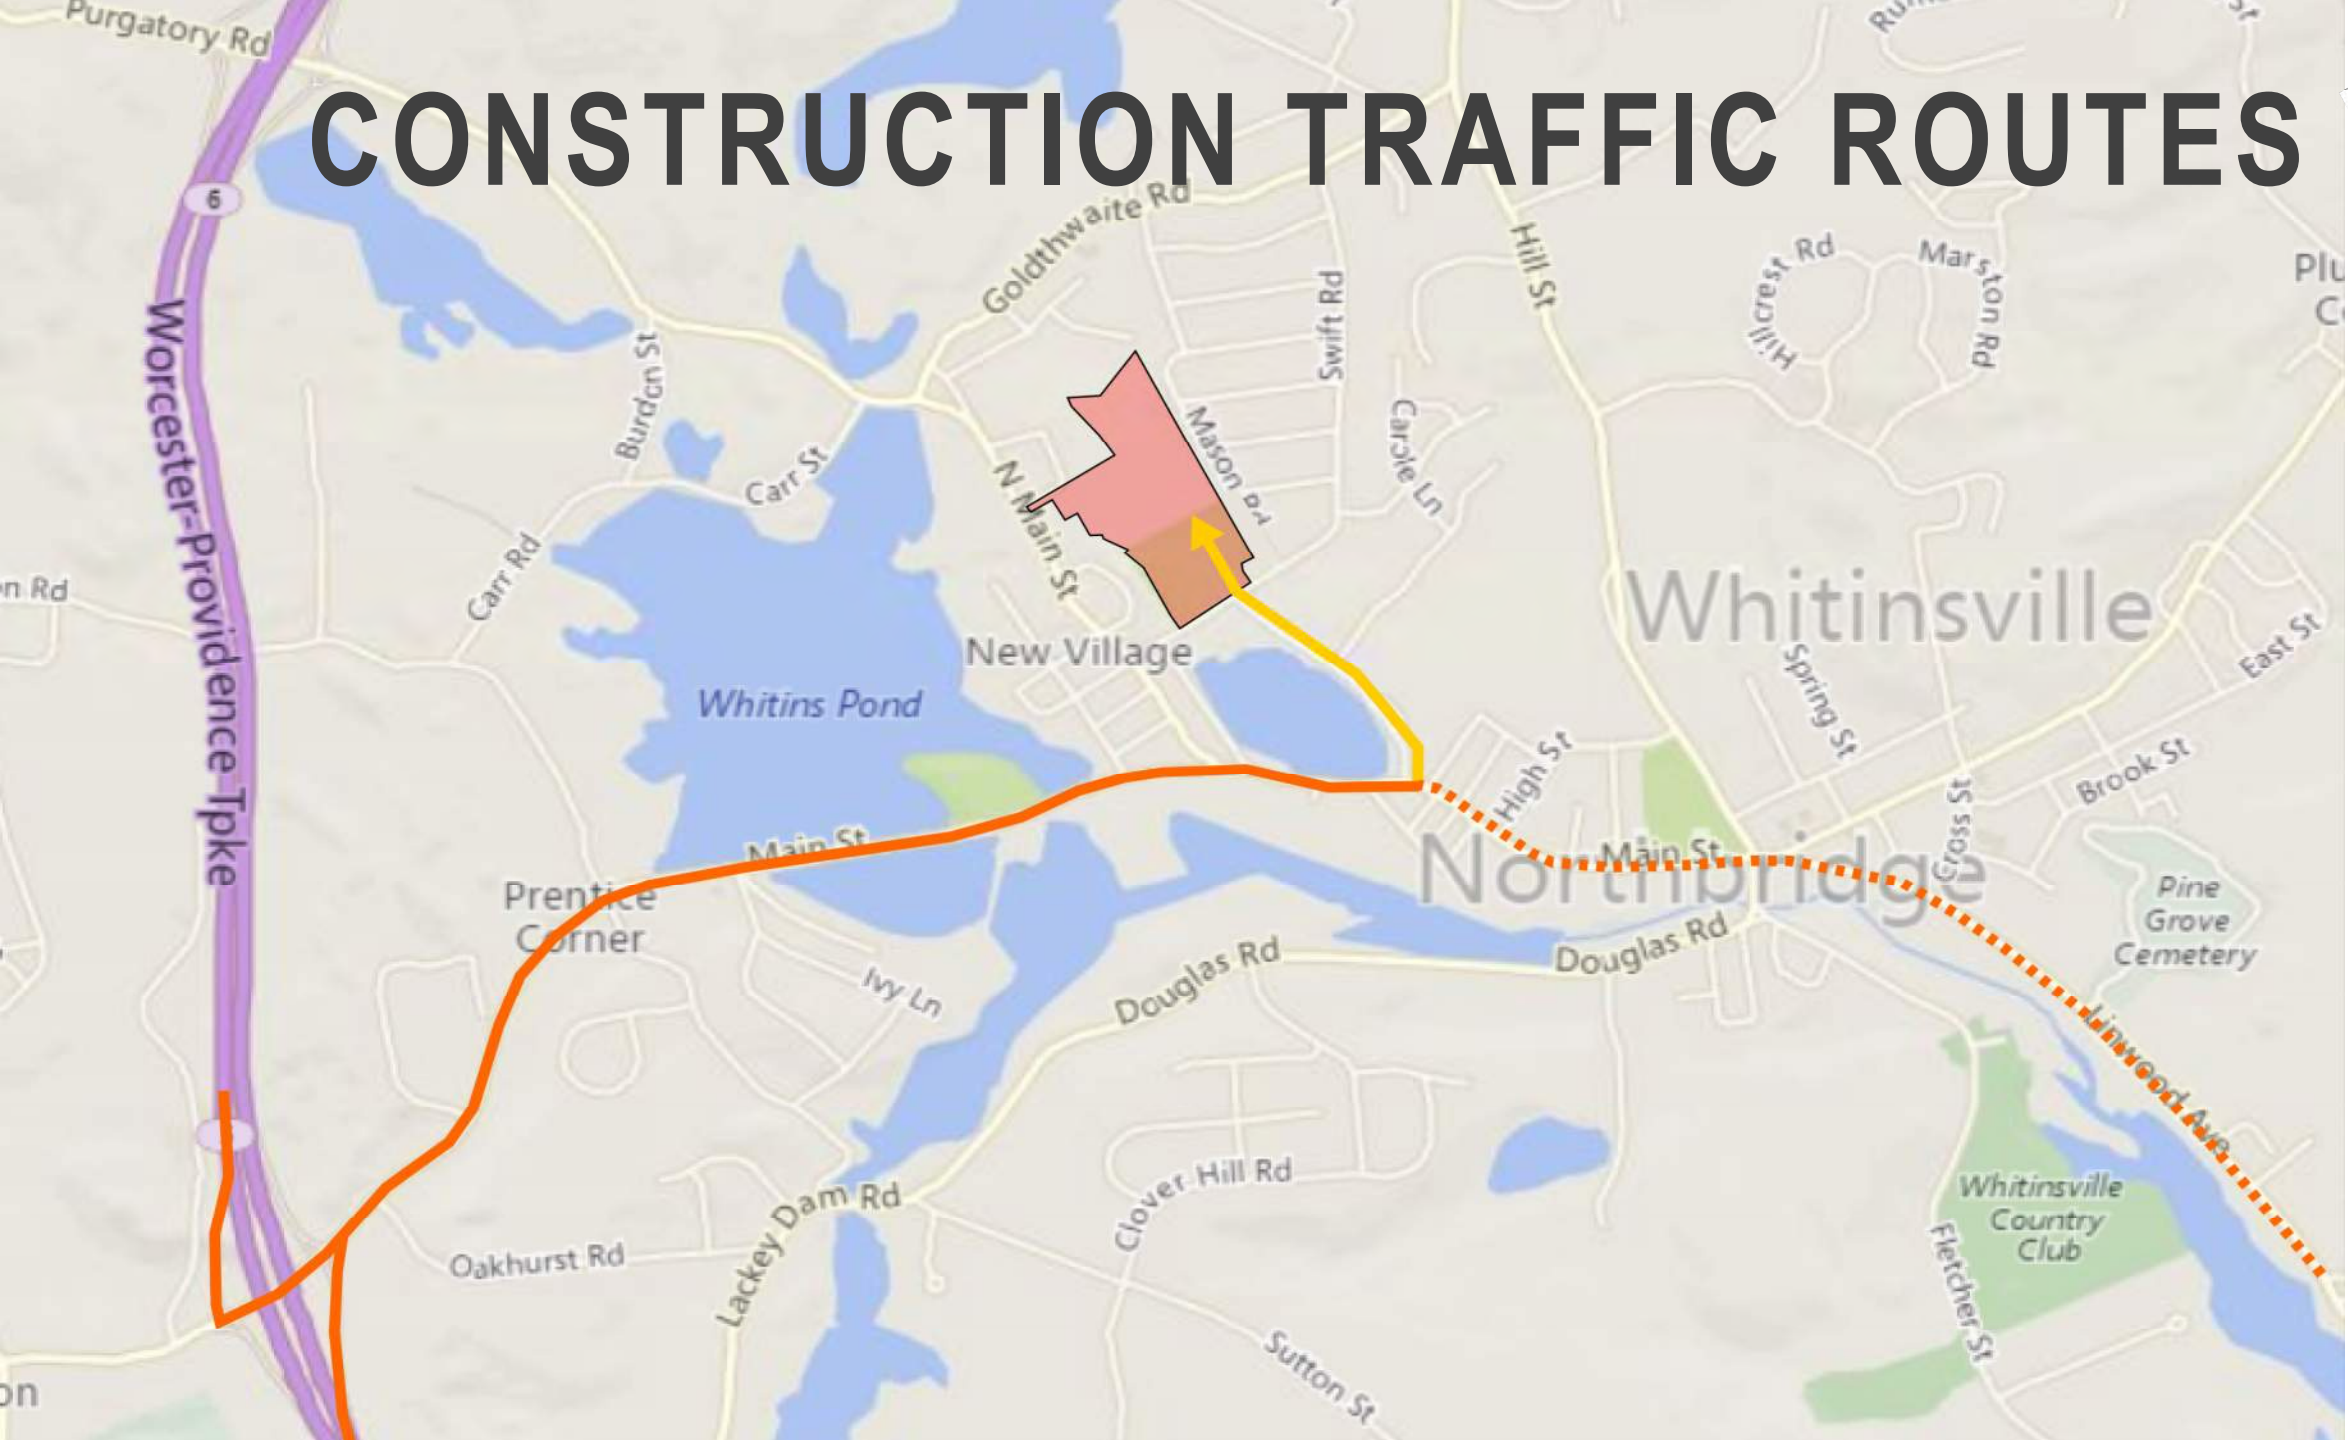 Purgatory Rd
St
CONSTRUCTION TRAFFIC ROUTES
6
Goldthwaite Rd
Hill St
Hillcrest Rd
Marston Rd
Swift Rd
Burdon St
Worcester-Providence Tpke
Mason Rd
Carole Ln
Carr St
N Main St
Carr Rd
Rd
Whitinsville
New Village
East St
Spring St
Whitins Pond
High St
Brook St
Main St
Main St
Cross St
Northbridge
Prentice
Corner
Pine
Grove
Cemetery
Douglas Rd
Douglas Rd
Ivy Ln
Linwood Ave
Clover Hill Rd
Lackey Dam Rd
Whitinsville
Country
Club
Oakhurst Rd
Fletcher St
Sutton St